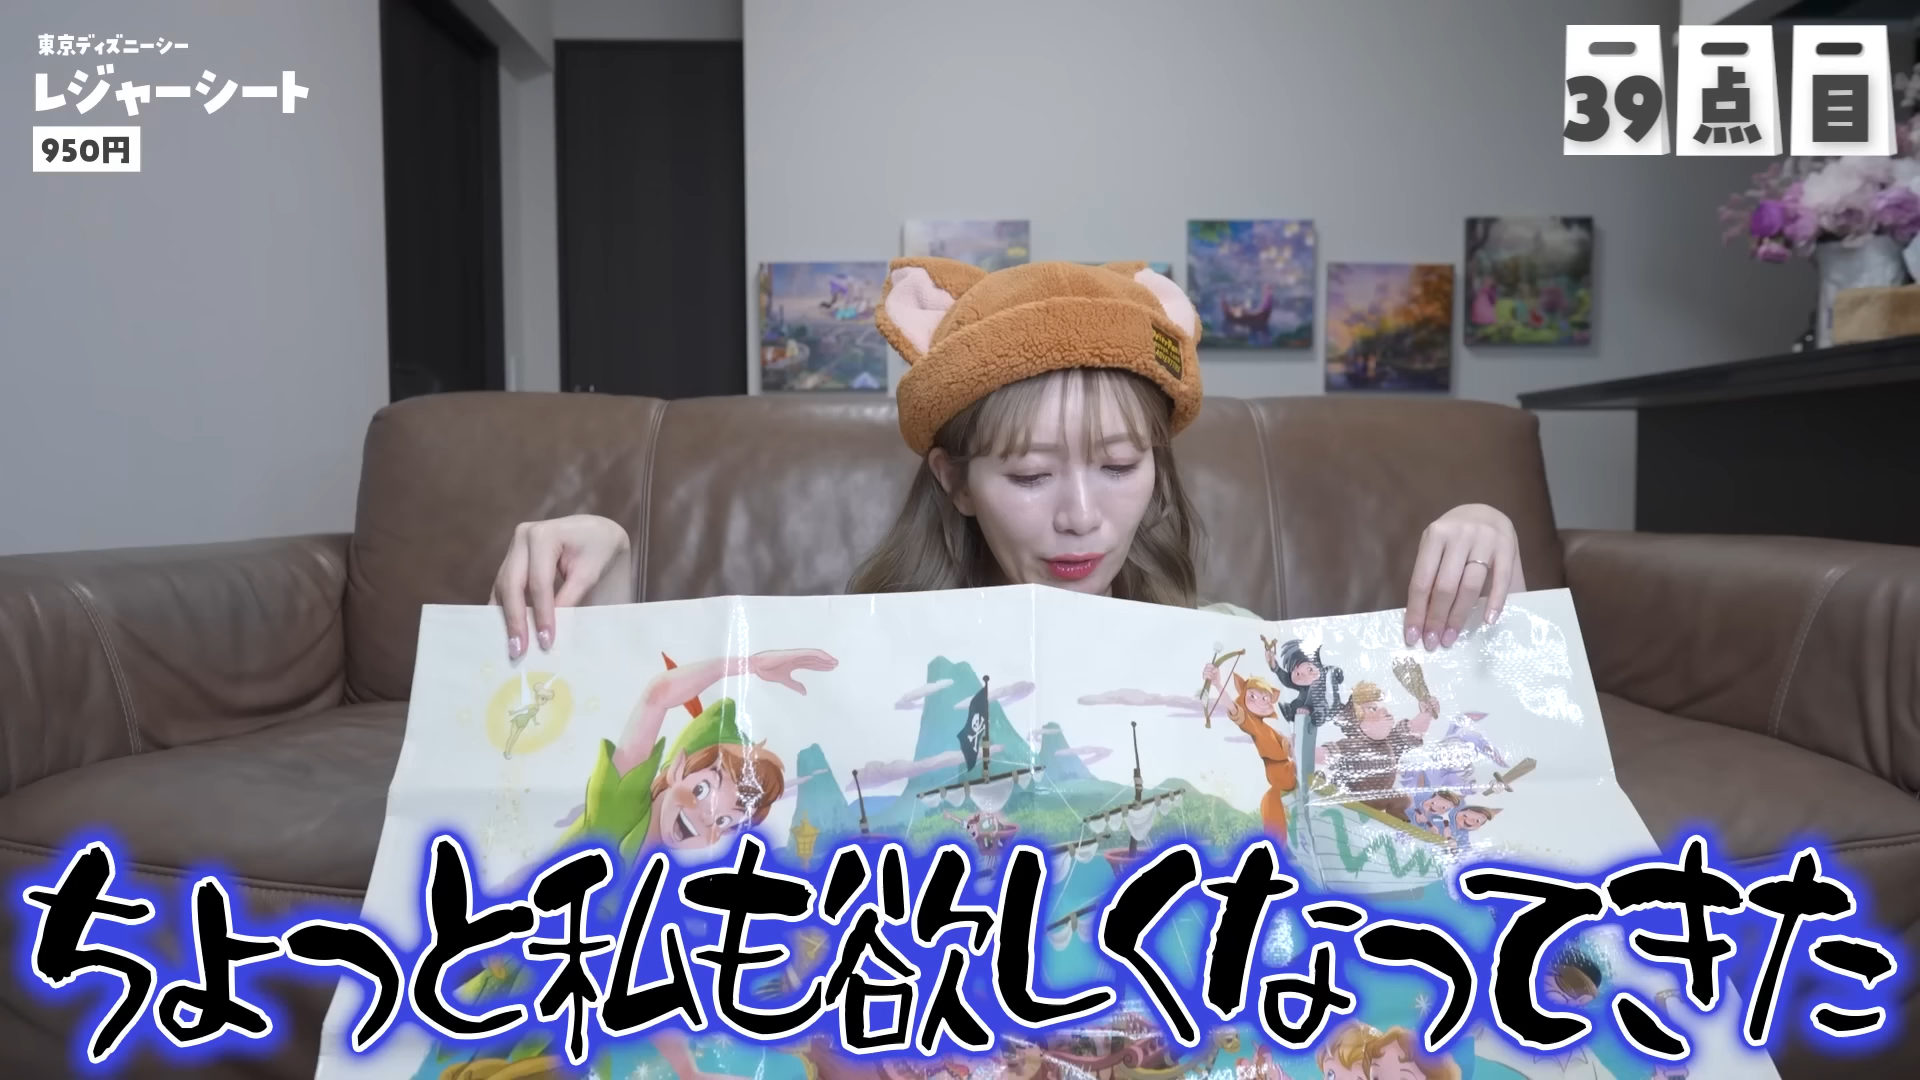 東京ディズニーシー
レジャーシート
950円
39点目
ちょっと私も欲しくなってきた